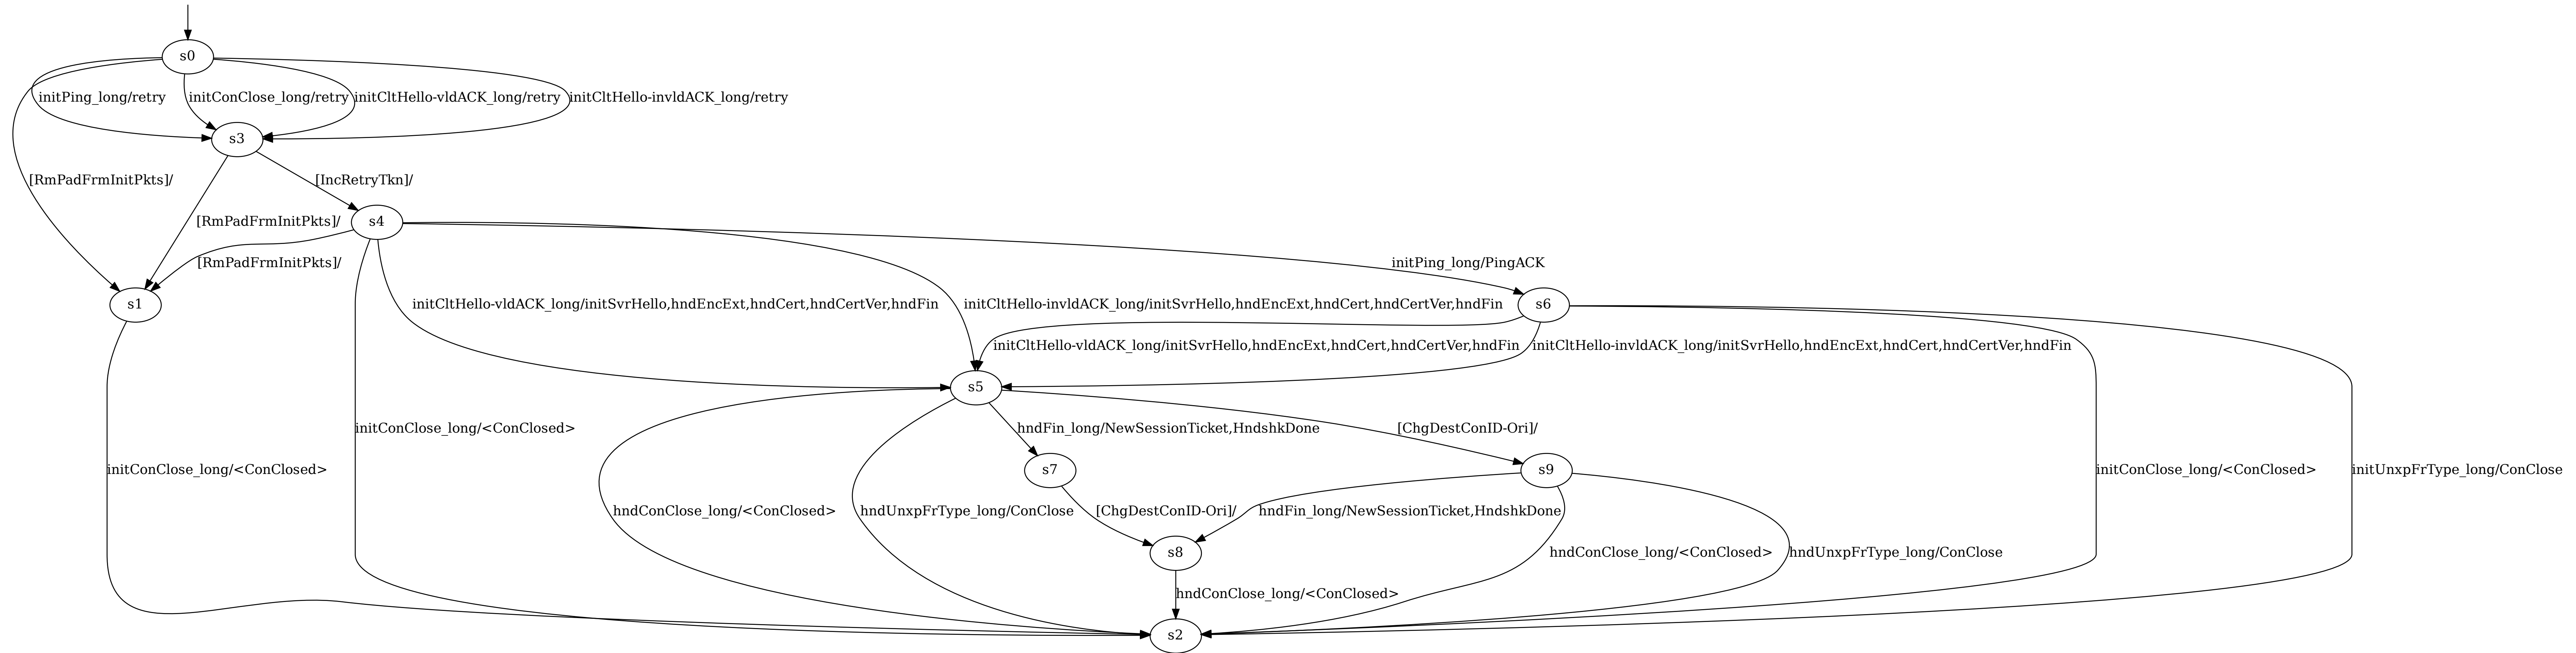 s0
initPing_long/retry
initConClose_long/retry
initCltHello-vldACK_long/retry
initCltHello-invldACK_long/retry
s3
[RmPadFrmInitPkts]/
[IncRetryTkn]/
[RmPadFrmInitPkts]/
s4
[RmPadFrmInitPkts]/
initPing_long/PingACK
s1
initCltHello-vldACK_long/initSvrHello,hndEncExt,hndCert,hndCertVer,hndFin
initCltHello-invldACK_long/initSvrHello,hndEncExt,hndCert,hndCertVer,hndFin
s6
initCltHello-vldACK_long/initSvrHello,hndEncExt,hndCert,hndCertVer,hndFin
initCltHello-invldACK_long/initSvrHello,hndEncExt,hndCert,hndCertVer,hndFin
s5
initConClose_long/<ConClosed>
hndFin_long/NewSessionTicket,HndshkDone
[ChgDestConID-Ori]/
initConClose_long/<ConClosed>
s7
s9
initConClose_long/<ConClosed>
initUnxpFrType_long/ConClose
hndConClose_long/<ConClosed>
hndUnxpFrType_long/ConClose
[ChgDestConID-Ori]/
hndFin_long/NewSessionTicket,HndshkDone
s8
hndConClose_long/<ConClosed>
hndUnxpFrType_long/ConClose
hndConClose_long/<ConClosed>
s2